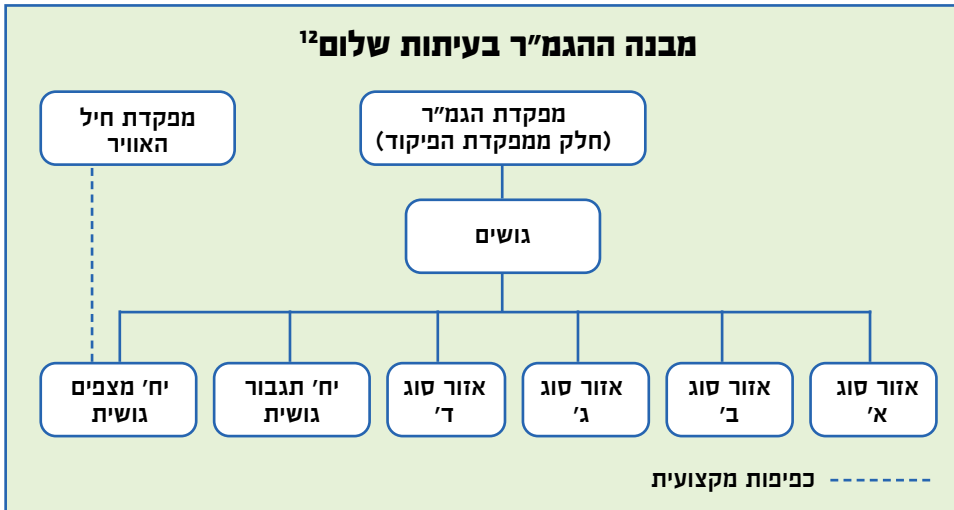 מבנה ההגמ״ר בעיתות שלום¹²
מפקדת הגמ״ר
(חלק ממפקדת הפיקוד)
מפקדת חיל
האוויר
גושים
אזור סוג
א׳
אזור סוג
ב׳
אזור סוג
ג׳
אזור סוג
ד׳
יח׳ תגבור
גושית
יח׳ מצפים
גושית
כפיפות מקצועית